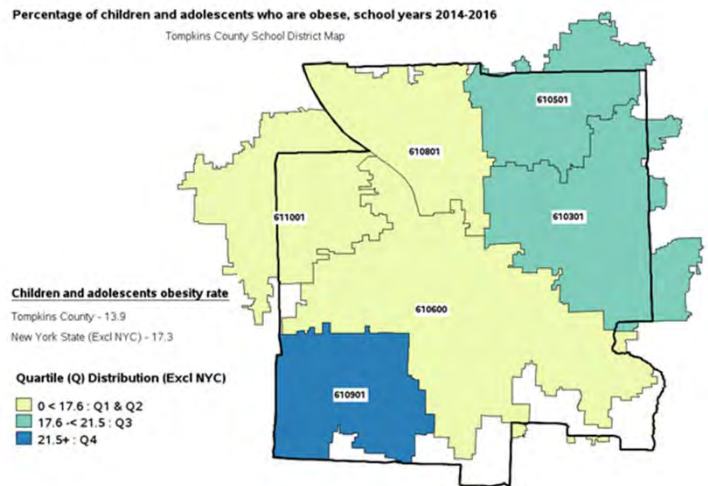 Percentage of children and adolescents who are obese, school years 2014-2016
Tompkins County School District Map
610501
610801
611001
610301
Children and adolescents obesity rate
Tompkins County - 13.9
610600
New York State (Excl NYC) - 17.3
Quartile (Q) Distribution (Excl NYC)
610901
0 < 17.6 : Q1 & Q2
17.6 -< 21.5 : Q3
21.5+ : Q4